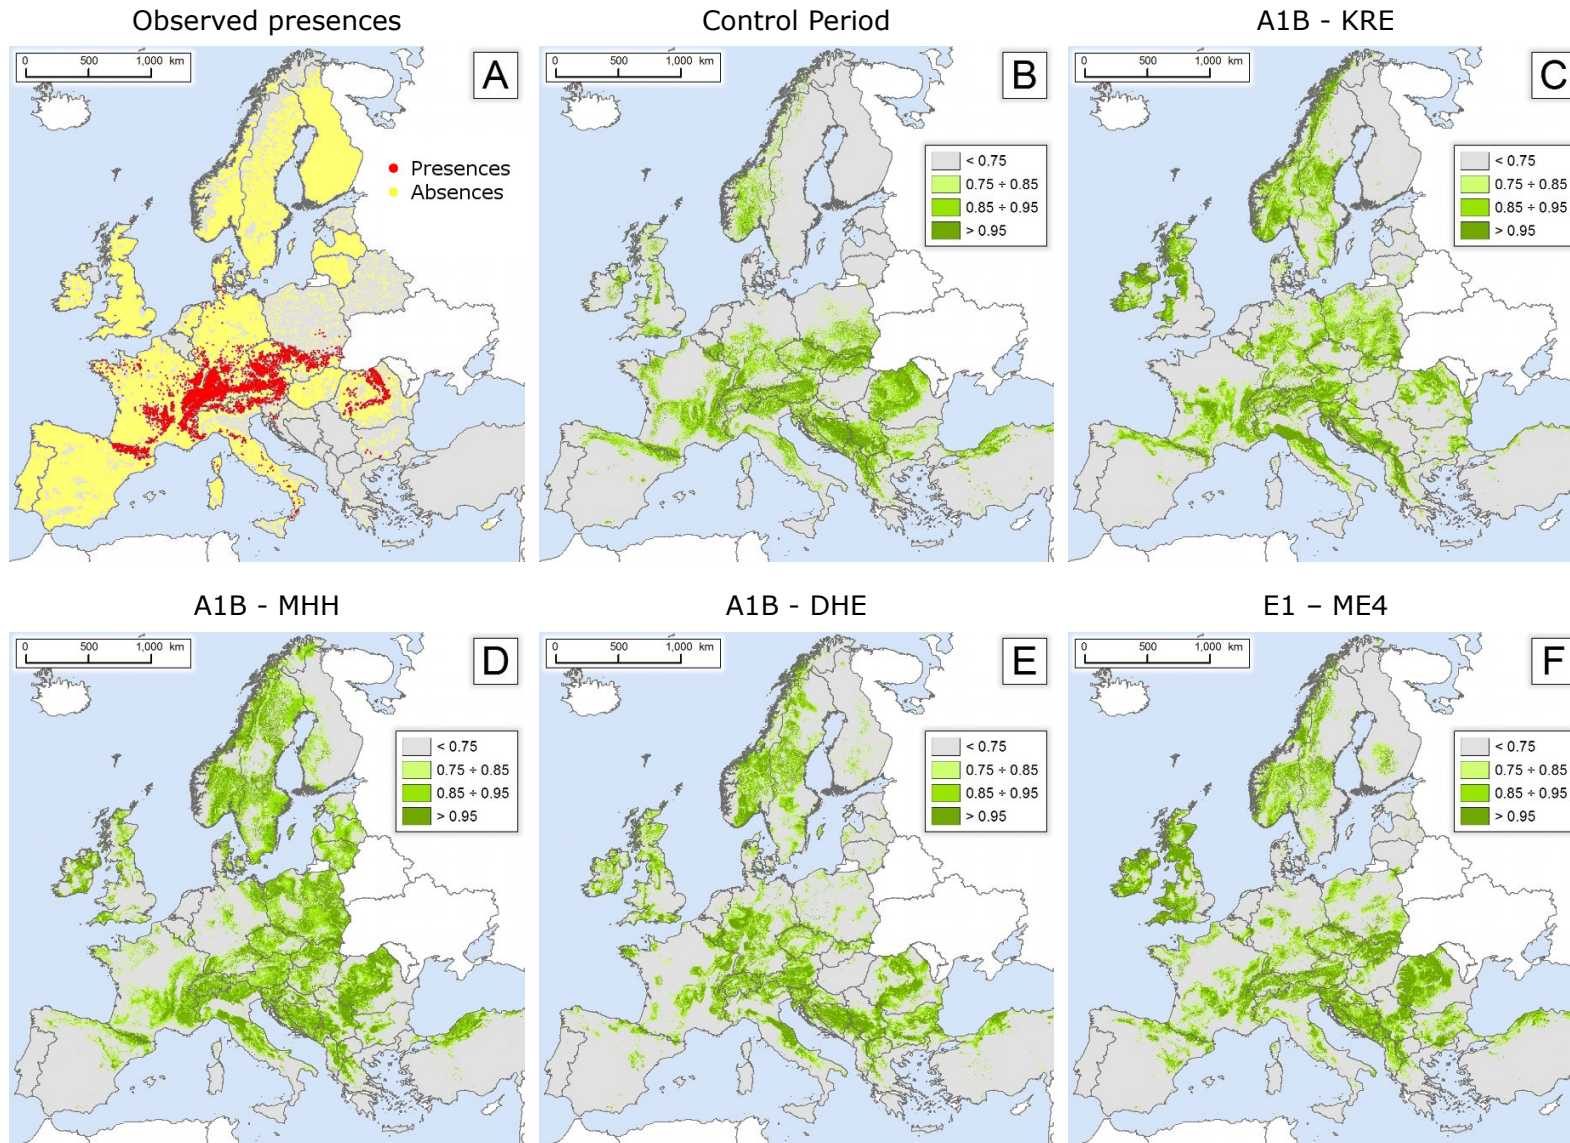 Observed presences
Control Period
A1B - KRE
0 500 1,000 km
A
Presences
Absences
0 500 1,000 km
B
< 0.75
0.75 ÷ 0.85
0.85 ÷ 0.95
> 0.95
0 500 1,000 km
C
< 0.75
0.75 ÷ 0.85
0.85 ÷ 0.95
> 0.95
A1B - MHH
A1B - DHE
E1 – ME4
0 500 1,000 km
D
< 0.75
0.75 ÷ 0.85
0.85 ÷ 0.95
> 0.95
0 500 1,000 km
E
< 0.75
0.75 ÷ 0.85
0.85 ÷ 0.95
> 0.95
0 500 1,000 km
F
< 0.75
0.75 ÷ 0.85
0.85 ÷ 0.95
> 0.95